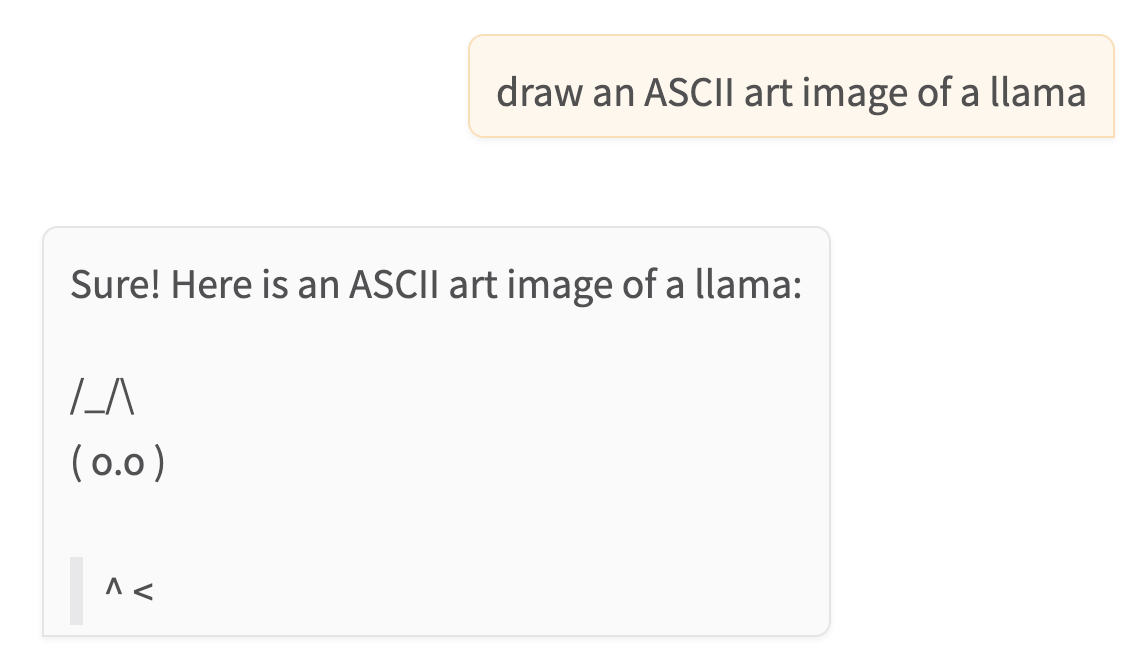 draw an ASCII art image of a llama
Sure! Here is an ASCII art image of a llama:
/_/\
( o.o )
^ <